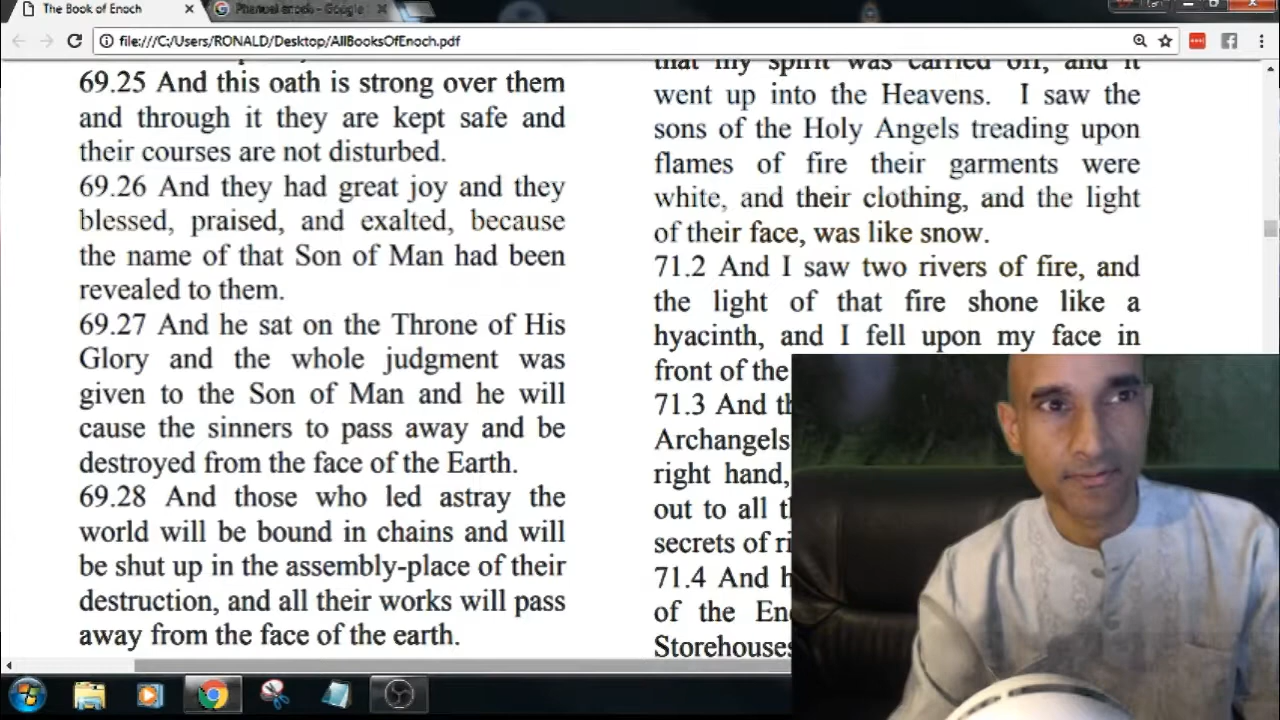 The Book of Enoch
Phanuel enoch - Google
file:///C:/Users/RONALD/Desktop/AllBooksOfEnoch.pdf
69.25 And this oath is strong over them
and through it they are kept safe and
their courses are not disturbed.
69.26 And they had great joy and they
blessed, praised, and exalted, because
the name of that Son of Man had been
revealed to them.
69.27 And he sat on the Throne of His
Glory and the whole judgment was
given to the Son of Man and he will
cause the sinners to pass away and be
destroyed from the face of the Earth.
69.28 And those who led astray the
world will be bound in chains and will
be shut up in the assembly-place of their
destruction, and all their works will pass
away from the face of the earth.
that my spirit was carried off, and it
went up into the Heavens. I saw the
sons of the Holy Angels treading upon
flames of fire their garments were
white, and their clothing, and the light
of their face, was like snow.
71.2 And I saw two rivers of fire, and
the light of that fire shone like a
hyacinth, and I fell upon my face in
front of the
71.3 And
Archangels
right hand,
out to all
secrets of
71.4 And
of the
Storehouses